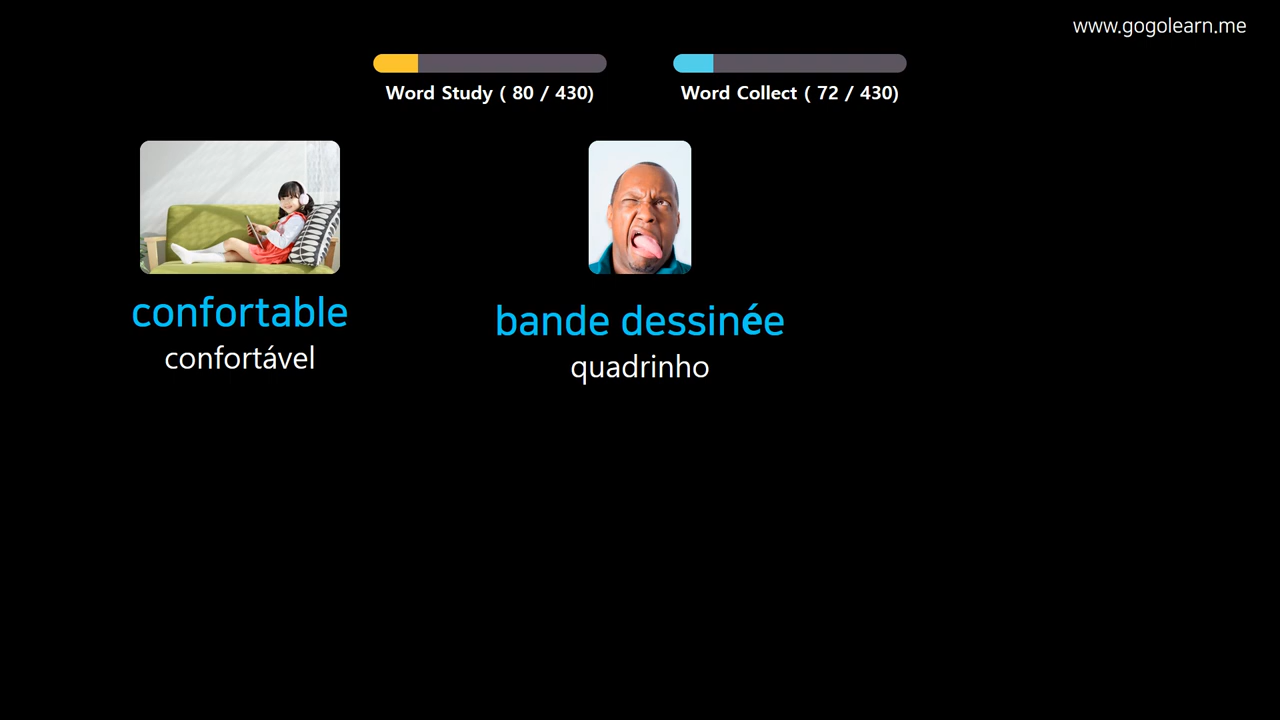 www.gogolearn.me
Word Study ( 80 / 430)
Word Collect ( 72 / 430)
confortable
confortável
bande dessinée
quadrinho